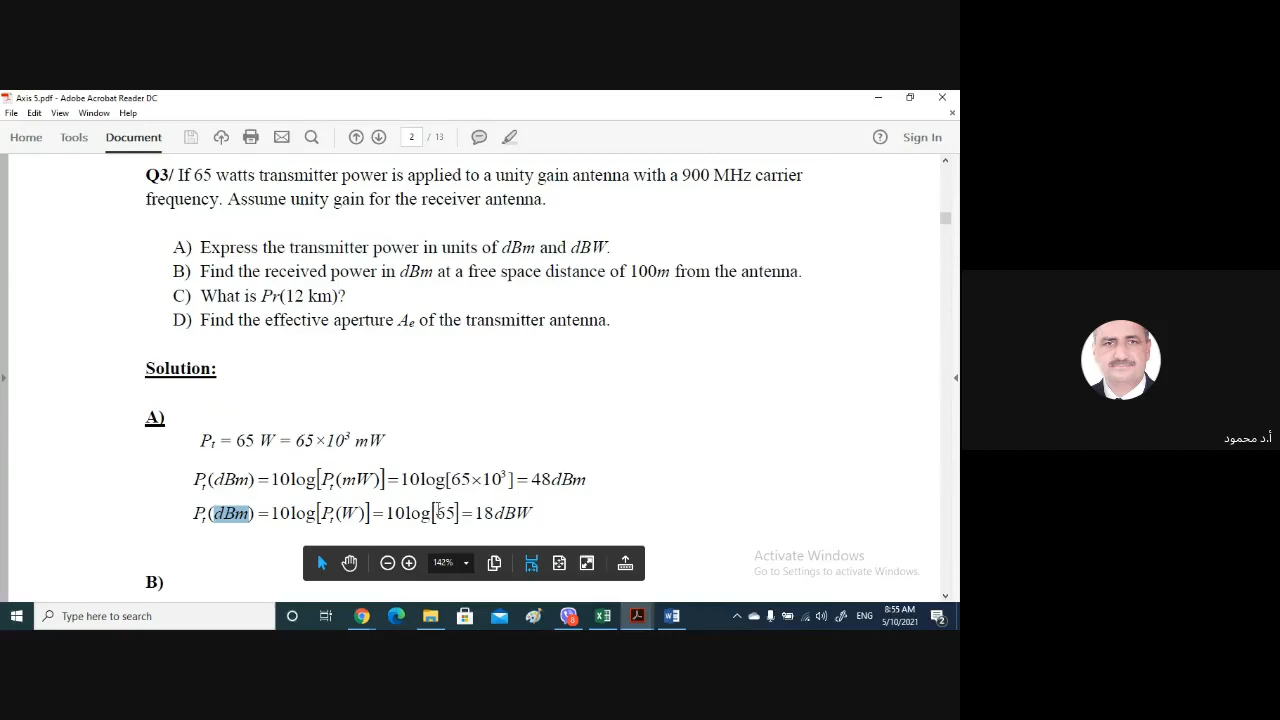 Axis 5.pdf - Adobe Acrobat Reader DC
File Edit View Window Help
Home Tools Document 2 / 13 Sign In
Q3/ If 65 watts transmitter power is applied to a unity gain antenna with a 900 MHz carrier
frequency. Assume unity gain for the receiver antenna.
A) Express the transmitter power in units of dBm and dBW.
B) Find the received power in dBm at a free space distance of 100m from the antenna.
C) What is Pr(12 km)?
D) Find the effective aperture Ae of the transmitter antenna.
Solution:
A)
Pt = 65 W = 65×10³ mW
Pt(dBm) = 10log[Pt(mW)] = 10log[65×10³] = 48dBm
Pt(dBm) = 10log[Pt(W)] = 10log[65] = 18dBW
142%
Activate Windows
Go to Settings to activate Windows.
B)
Type here to search
8
ENG
8:55 AM
5/10/2021
2
أ.د محمود